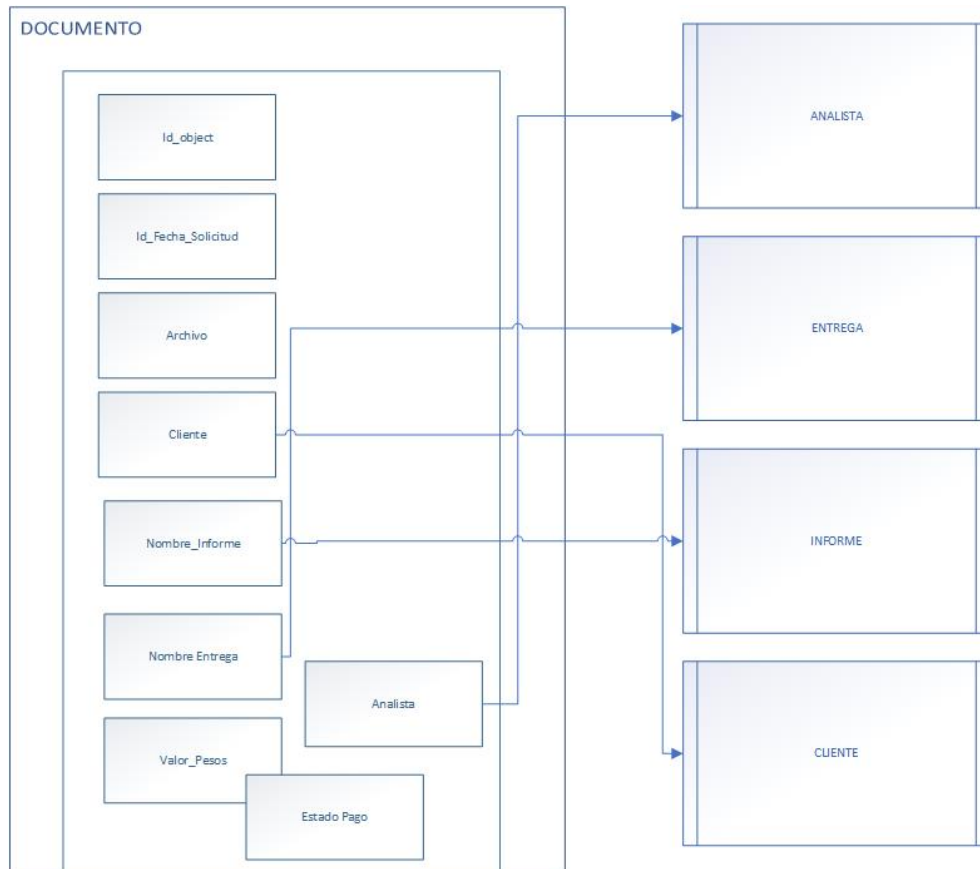 DOCUMENTO
Id_object
Id_Fecha_Solicitud
Archivo
Cliente
Nombre_Informe
Nombre Entrega
Analista
Valor_Pesos
Estado Pago
ANALISTA
ENTREGA
INFORME
CLIENTE